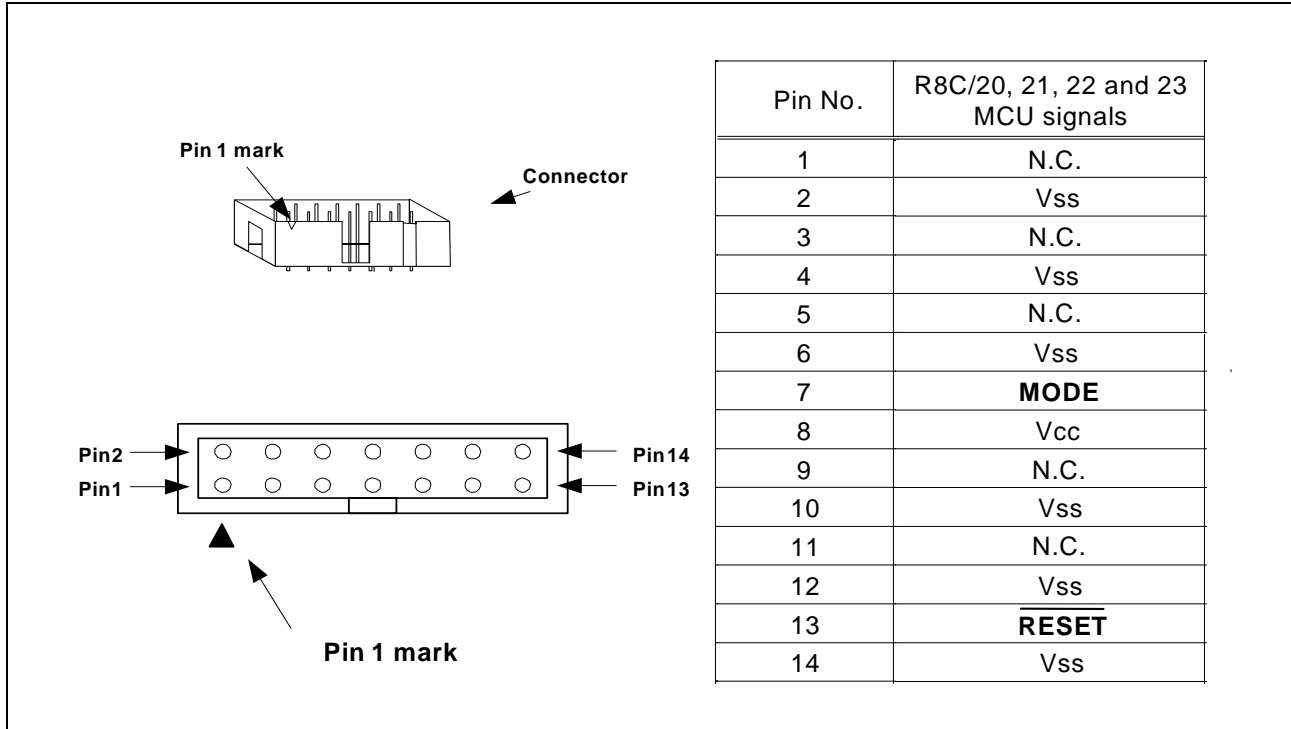 Pin 1 mark
Connector
Pin2
Pin1
Pin14
Pin13
Pin 1 mark
Pin No. R8C/20, 21, 22 and 23
MCU signals
1 N.C.
2 Vss
3 N.C.
4 Vss
5 N.C.
6 Vss
7 MODE
8 Vcc
9 N.C.
10 Vss
11 N.C.
12 Vss
13 RESET
14 Vss